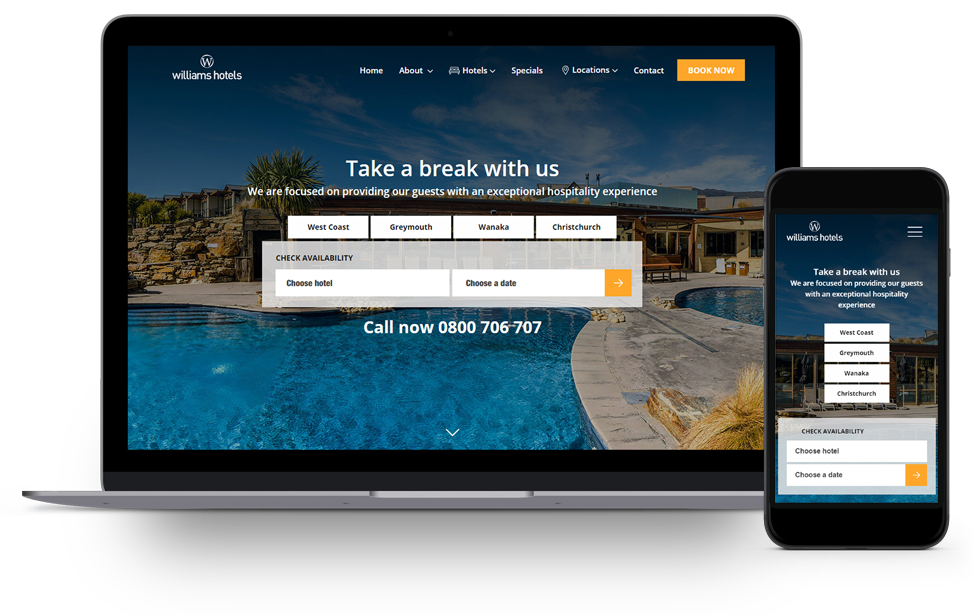 W
williams hotels
Home About Hotels Specials Locations Contact BOOK NOW
Take a break with us
We are focused on providing our guests with an exceptional hospitality experience
West Coast Greymouth Wanaka Christchurch
CHECK AVAILABILITY
Choose hotel Choose a date
Call now 0800 706 707
W
williams hotels
Take a break with us
We are focused on providing our guests
with an exceptional hospitality
experience
West Coast
Greymouth
Wanaka
Christchurch
CHECK AVAILABILITY
Choose hotel
Choose a date